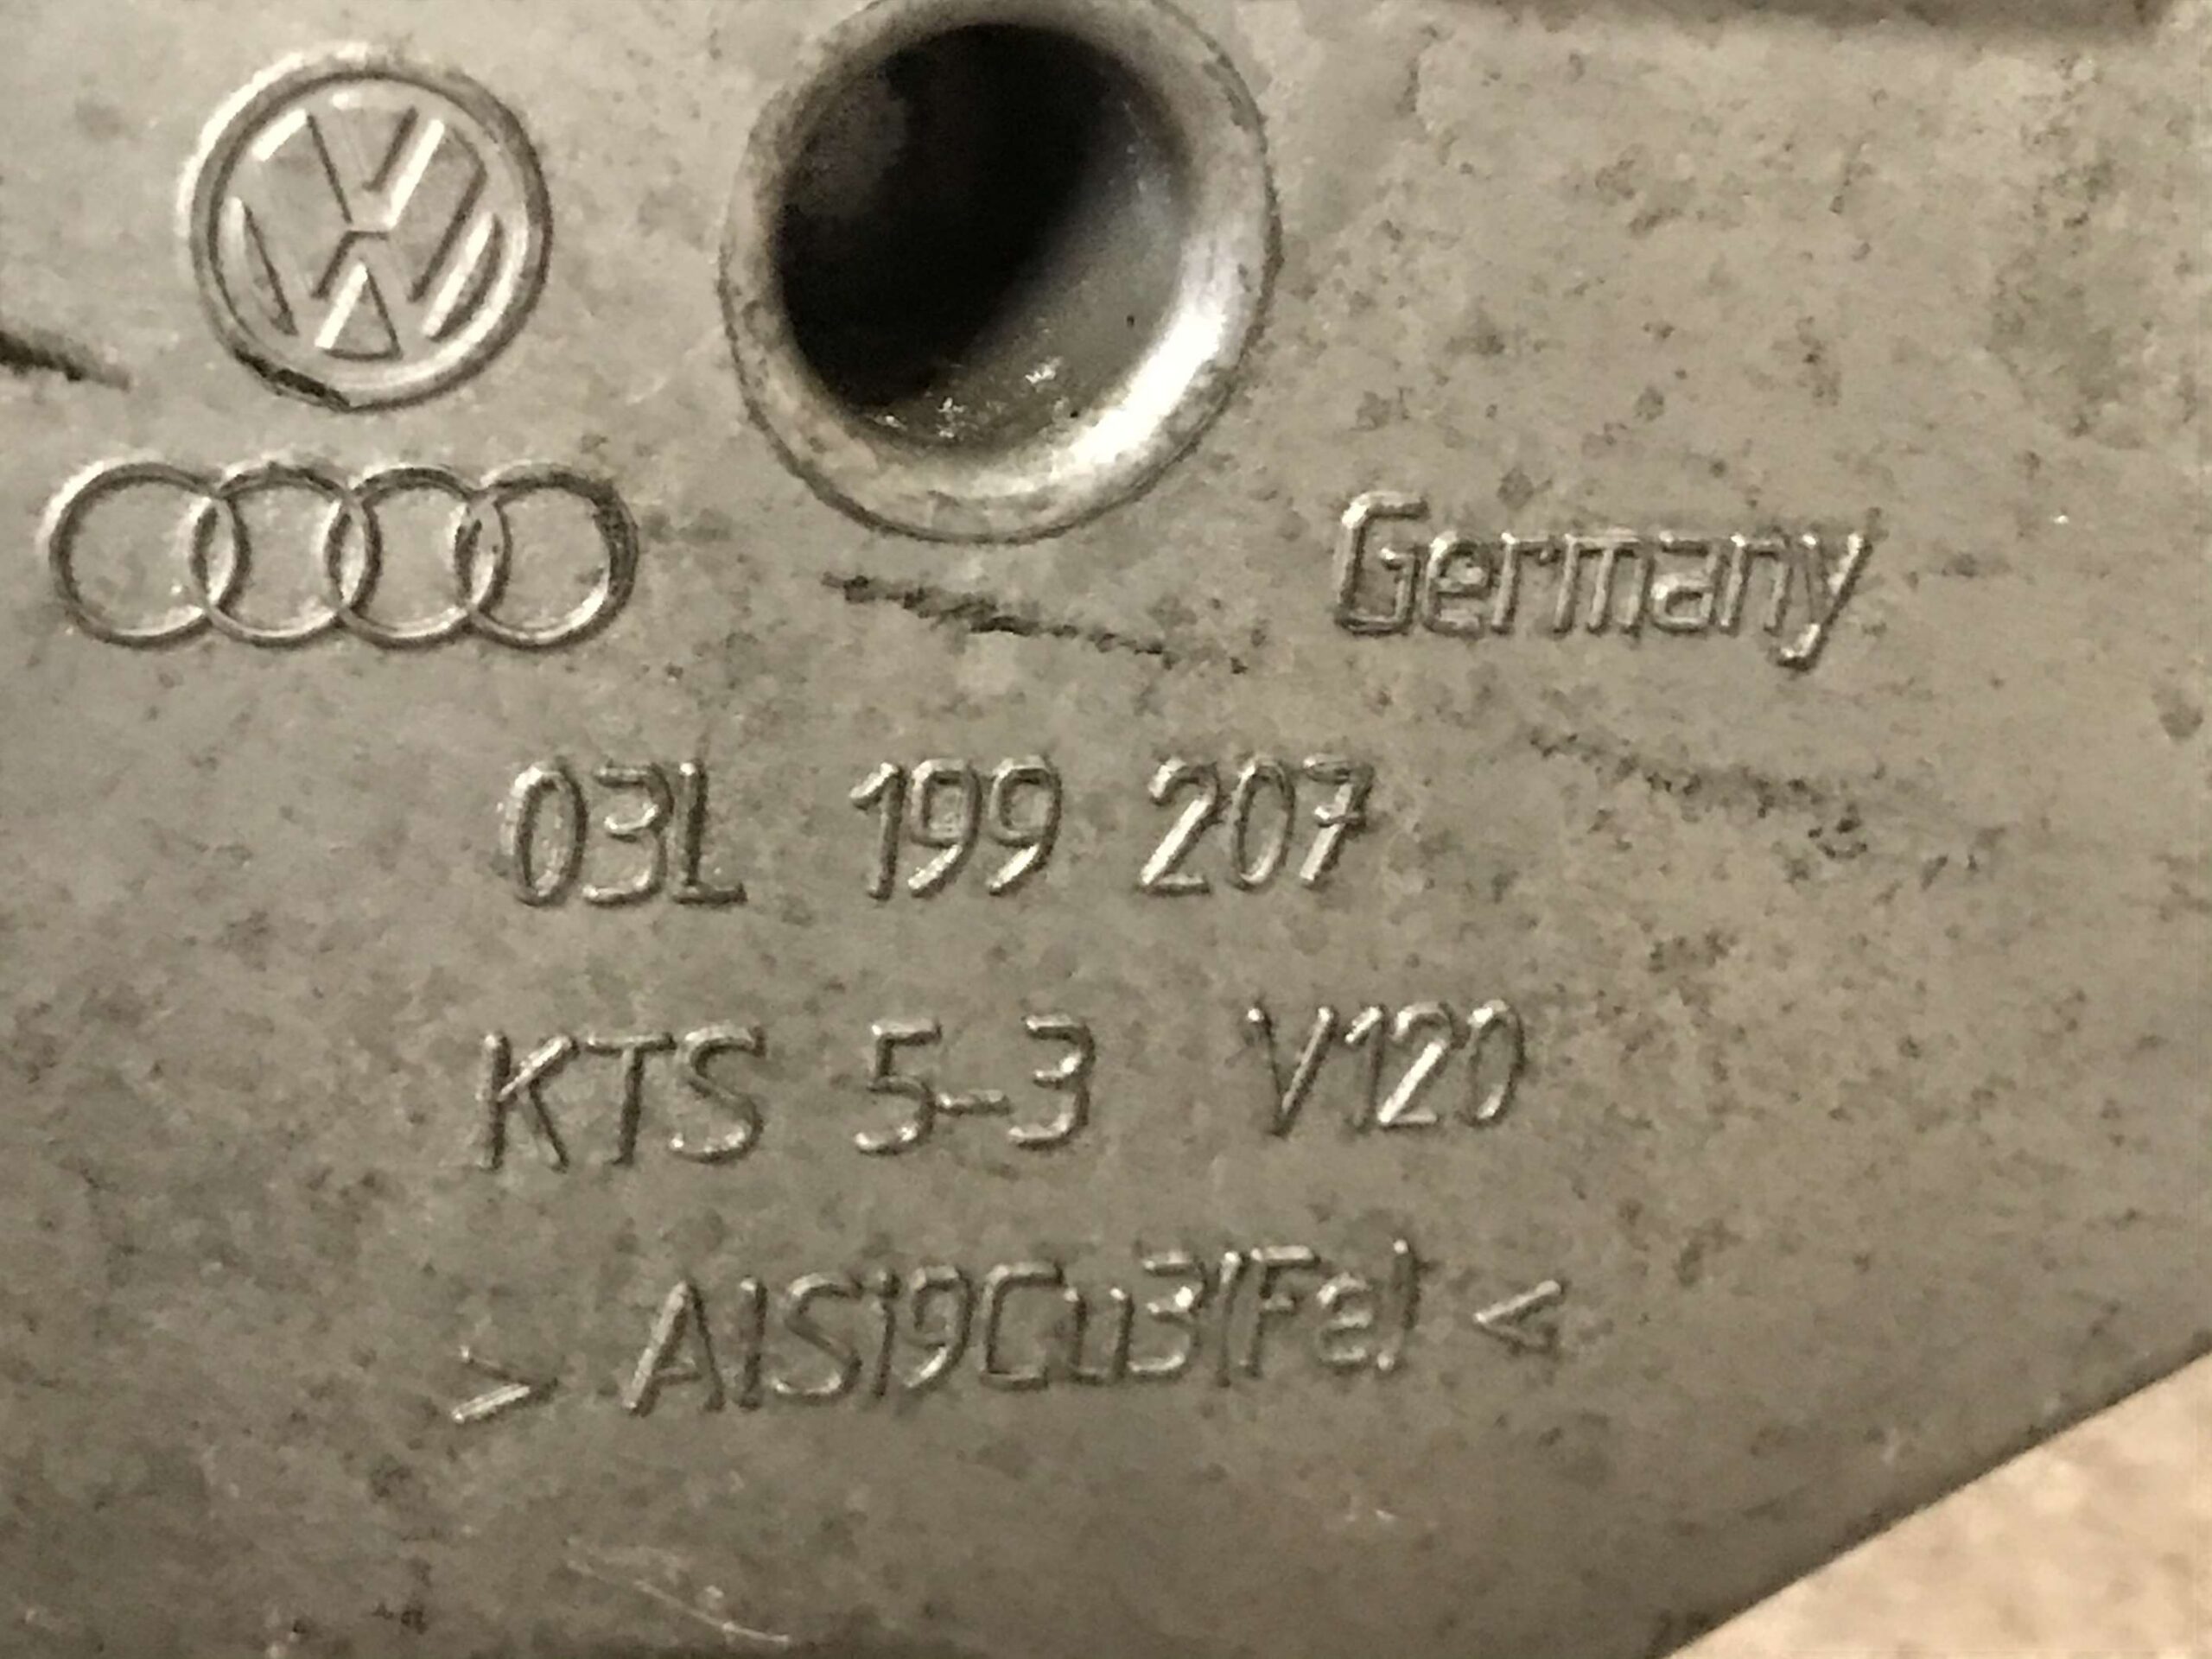 Germany
03L 199 207
KTS 5-3 V120
> AlSi9Cu3(Fe) <